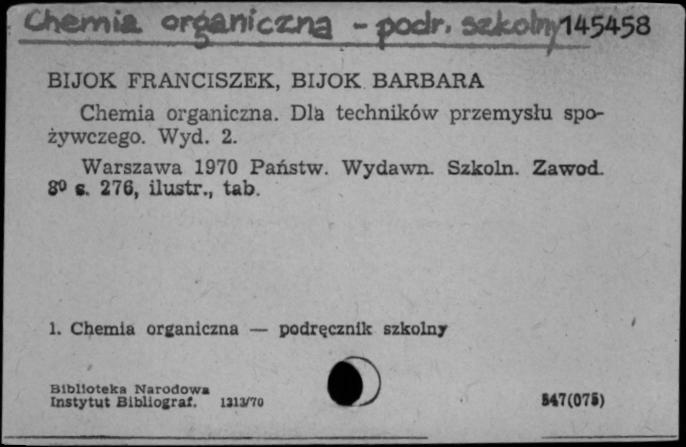 Chemia organiczna - podr. szkolny 145458
BIJOK FRANCISZEK, BIJOK BARBARA
Chemia organiczna. Dla techników przemysłu spo-
żywczego. Wyd. 2.
Warszawa 1970 Państw. Wydawn. Szkoln. Zawod.
8º s. 276, ilustr., tab.
1. Chemia organiczna — podręcznik szkolny
Biblioteka Narodowa
Instytut Bibliograf. 1313/70
547(075)